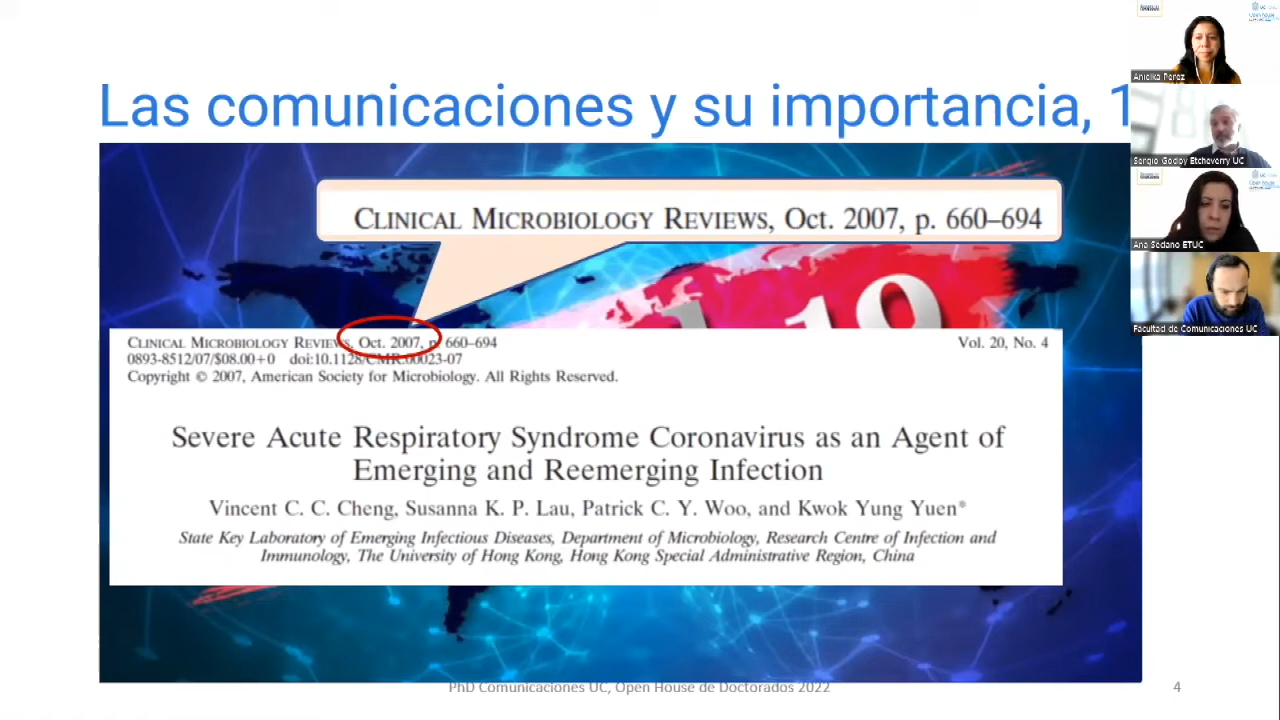 Las comunicaciones y su importancia, 1
CLINICAL MICROBIOLOGY REVIEWS, Oct. 2007, p. 660–694
CLINICAL MICROBIOLOGY REVIEWS, Oct. 2007, p. 660–694
Vol. 20, No. 4
0893-8512/07/$08.00+0 doi:10.1128/CMR.00023-07
Copyright © 2007, American Society for Microbiology. All Rights Reserved.
19
Severe Acute Respiratory Syndrome Coronavirus as an Agent of
Emerging and Reemerging Infection
Vincent C. C. Cheng, Susanna K. P. Lau, Patrick C. Y. Woo, and Kwok Yung Yuen*
State Key Laboratory of Emerging Infectious Diseases, Department of Microbiology, Research Centre of Infection and
Immunology, The University of Hong Kong, Hong Kong Special Administrative Region, China
PhD Comunicaciones UC, Open House de Doctorados 2022
4
Perez
Sergio Godoy Etcheverry UC
Ana Sedano ETUC
Facultad de Comunicaciones UC